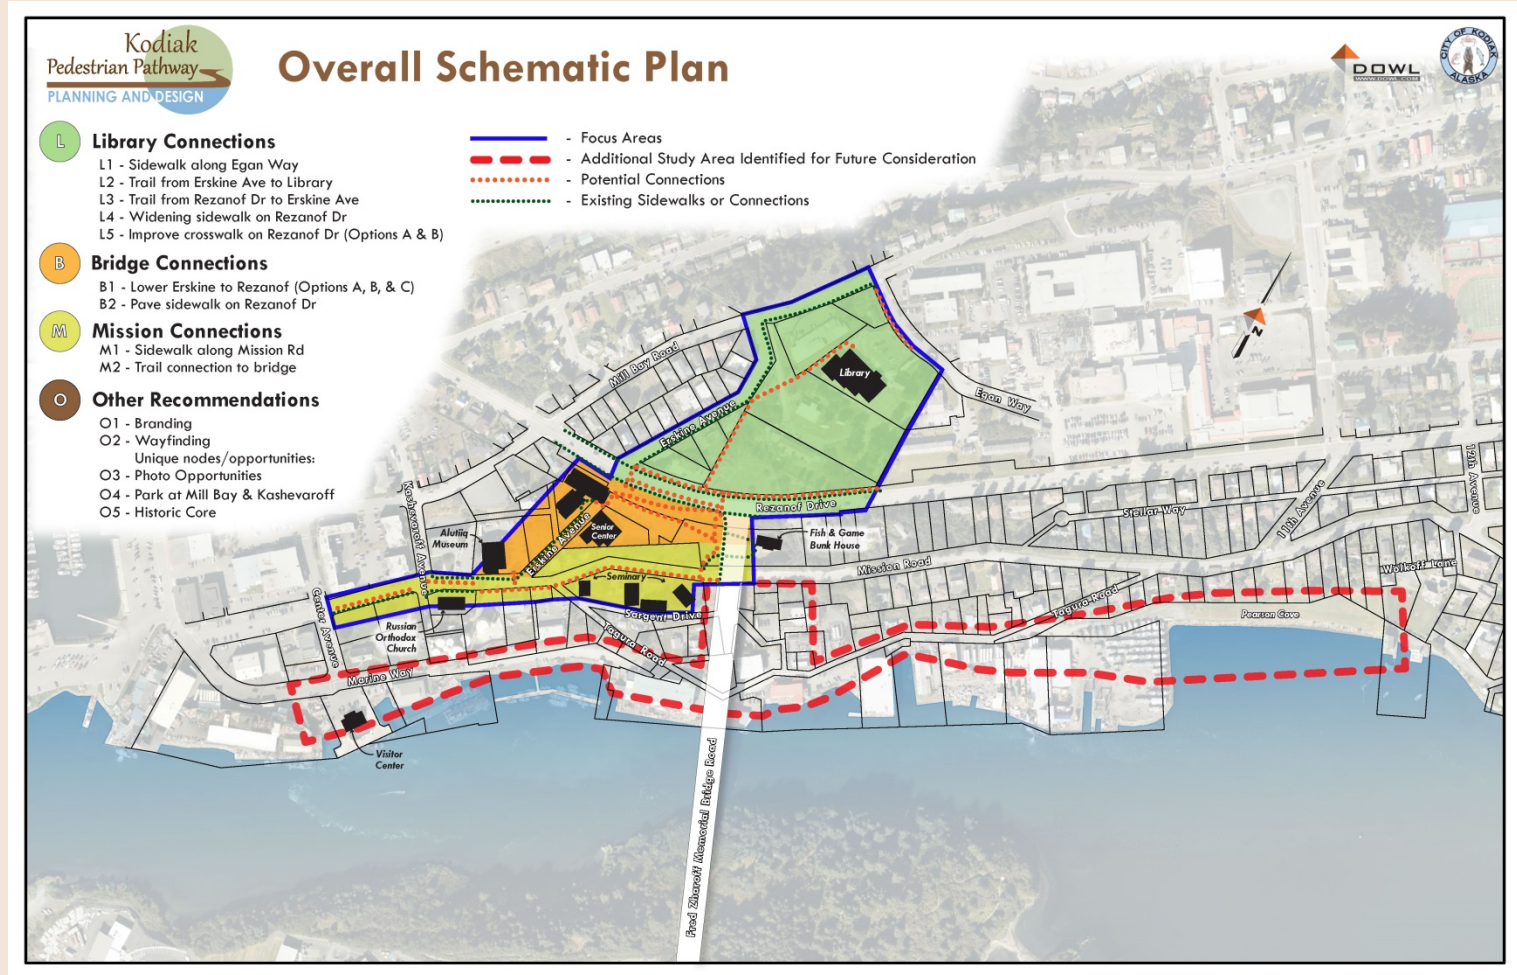 Kodiak
Pedestrian Pathway
PLANNING AND DESIGN
Overall Schematic Plan
DOWL
WWW.DOWL.COM
CITY OF KODIAK
ALASKA
L
Library Connections
L1 - Sidewalk along Egan Way
L2 - Trail from Erskine Ave to Library
L3 - Trail from Rezanof Dr to Erskine Ave
L4 - Widening sidewalk on Rezanof Dr
L5 - Improve crosswalk on Rezanof Dr (Options A & B)
B
Bridge Connections
B1 - Lower Erskine to Rezanof (Options A, B, & C)
B2 - Pave sidewalk on Rezanof Dr
M
Mission Connections
M1 - Sidewalk along Mission Rd
M2 - Trail connection to bridge
O
Other Recommendations
O1 - Branding
O2 - Wayfinding
Unique nodes/opportunities:
O3 - Photo Opportunities
O4 - Park at Mill Bay & Kashevaroff
O5 - Historic Core
- Focus Areas
- Additional Study Area Identified for Future Consideration
- Potential Connections
- Existing Sidewalks or Connections
N
Mill Bay Road
Library
Egan Way
Erskine Avenue
Kashevaroff Avenue
Rezanof Drive
12th Avenue
11th Avenue
Stellar Way
Alutiiq
Museum
Erskine Avenue
Senior
Center
Fish & Game
Bunk House
Mission Road
Wolkoff Lane
Seminary
Center Avenue
Sargent Drive
Tagura Road
Pearson Cove
Russian
Orthodox
Church
Tagura Road
Marine Way
Visitor
Center
Fred Zharoff Memorial Bridge Road